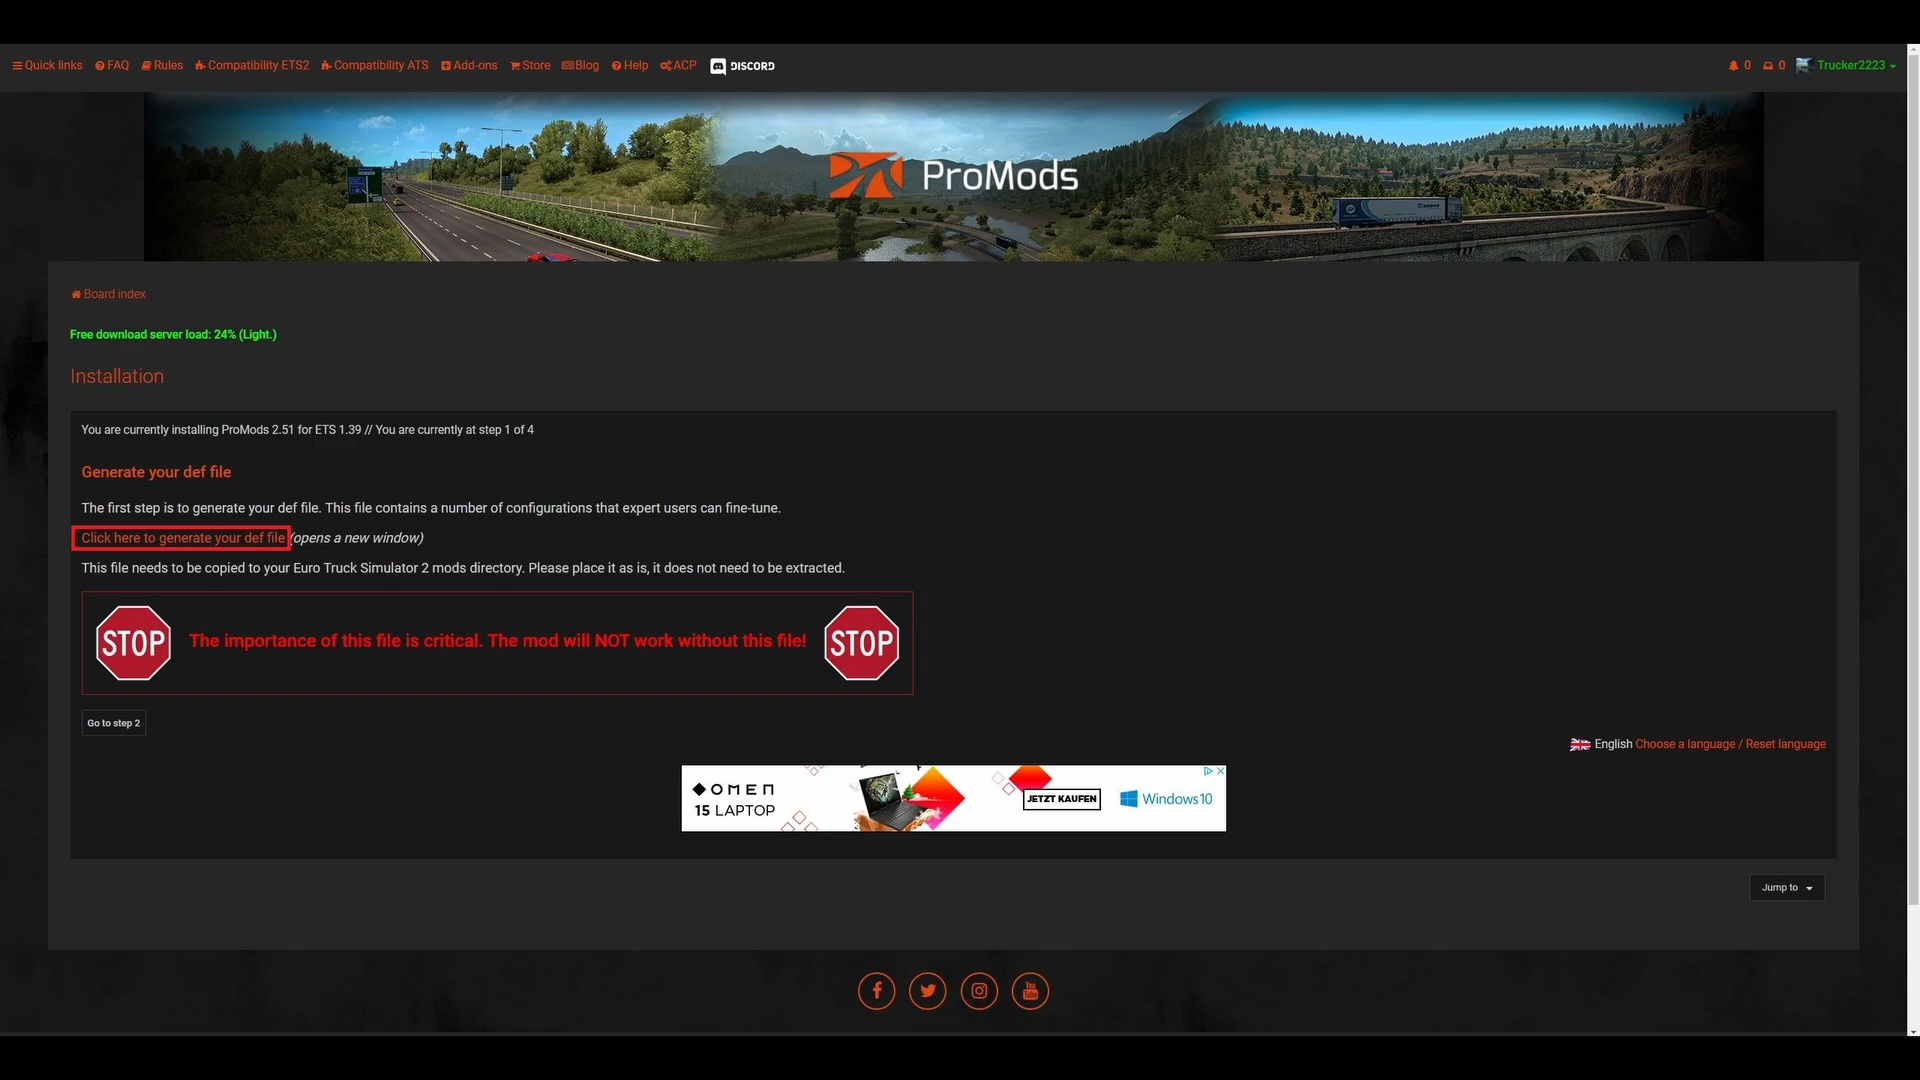 Quick links FAQ Rules Compatibility ETS2 Compatibility ATS Add-ons Store Blog Help ACP DISCORD 0 0 Trucker2223
ProMods
Board index
Free download server load: 24% (Light.)
Installation
You are currently installing ProMods 2.51 for ETS 1.39 // You are currently at step 1 of 4
Generate your def file
The first step is to generate your def file. This file contains a number of configurations that expert users can fine-tune.
Click here to generate your def file (opens a new window)
This file needs to be copied to your Euro Truck Simulator 2 mods directory. Please place it as is, it does not need to be extracted.
STOP The importance of this file is critical. The mod will NOT work without this file! STOP
Go to step 2
English Choose a language / Reset language
OMEN
15 LAPTOP
JETZT KAUFEN
Windows 10
Jump to
You Tube